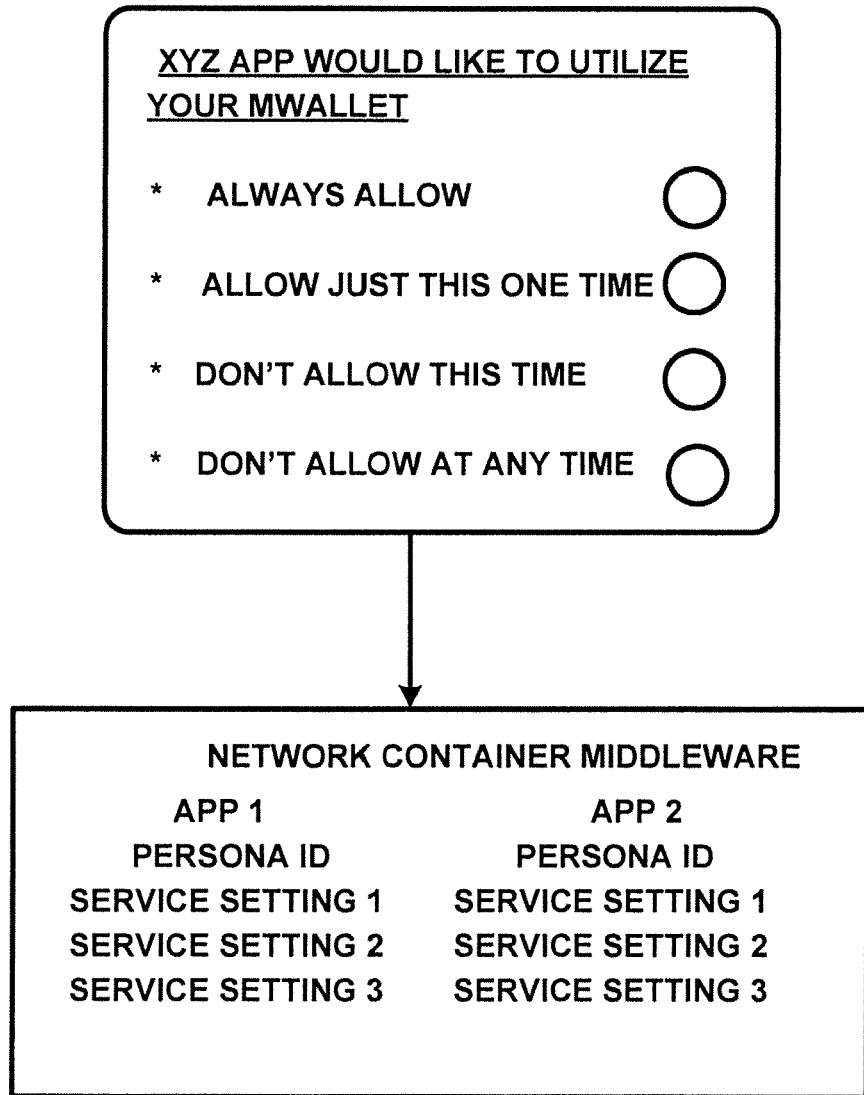 XYZ APP WOULD LIKE TO UTILIZE
YOUR MWALLET
* ALWAYS ALLOW
* ALLOW JUST THIS ONE TIME
* DON'T ALLOW THIS TIME
* DON'T ALLOW AT ANY TIME
NETWORK CONTAINER MIDDLEWARE
APP 1 APP 2
PERSONA ID PERSONA ID
SERVICE SETTING 1 SERVICE SETTING 1
SERVICE SETTING 2 SERVICE SETTING 2
SERVICE SETTING 3 SERVICE SETTING 3